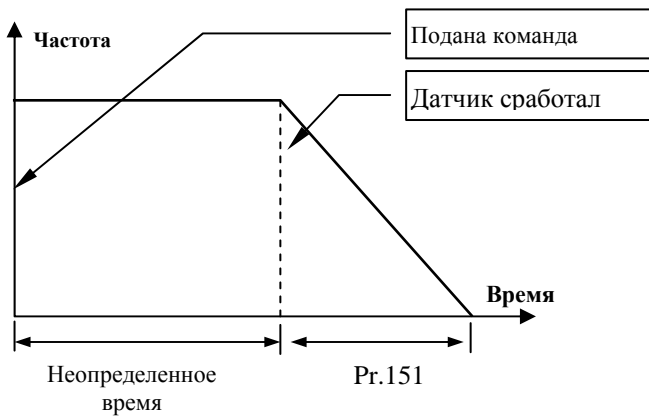 Частота
Подана команда
Датчик сработал
Время
Неопределенное
время
Pr.151